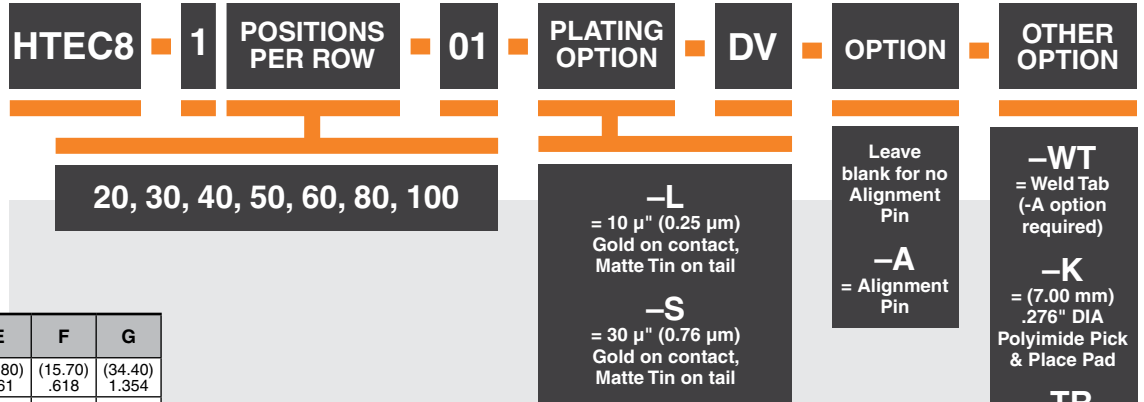 HTEC8 - 1 POSITIONS PER ROW - 01 - PLATING OPTION - DV - OPTION - OTHER OPTION
20, 30, 40, 50, 60, 80, 100
–L
= 10 µ" (0.25 µm)
Gold on contact,
Matte Tin on tail
–S
= 30 µ" (0.76 µm)
Gold on contact,
Matte Tin on tail
Leave
blank for no
Alignment
Pin
–A
= Alignment
Pin
–WT
= Weld Tab
(-A option
required)
–K
= (7.00 mm)
.276" DIA
Polyimide Pick
& Place Pad
F G
(15.70) (34.40)
.618 1.354